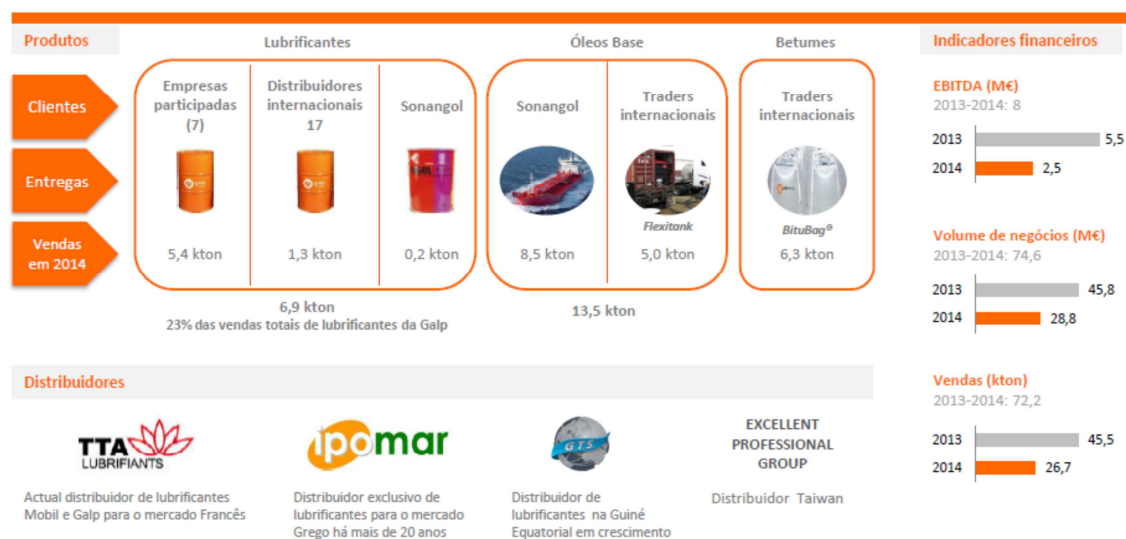 Produtos
Lubrificantes
Óleos Base
Betumes
Clientes
Empresas
participadas
(7)
Distribuidores
internacionais
17
Sonangol
Sonangol
Traders
internacionais
Traders
internacionais
Entregas
Flexitank
BituBag®
Vendas
em 2014
5,4 kton
1,3 kton
0,2 kton
8,5 kton
5,0 kton
6,3 kton
6,9 kton
23% das vendas totais de lubrificantes da Galp
13,5 kton
Distribuidores
TTA
LUBRIFIANTS
Actual distribuidor de lubrificantes
Mobil e Galp para o mercado Francês
ipomar
Distribuidor exclusivo de
lubrificantes para o mercado
Grego há mais de 20 anos
GTS
Distribuidor de
lubrificantes na Guiné
Equatorial em crescimento
EXCELLENT
PROFESSIONAL
GROUP
Distribuidor Taiwan
Indicadores financeiros
EBITDA (M€)
2013-2014: 8
2013 5,5
2014 2,5
Volume de negócios (M€)
2013-2014: 74,6
2013 45,8
2014 28,8
Vendas (kton)
2013-2014: 72,2
2013 45,5
2014 26,7